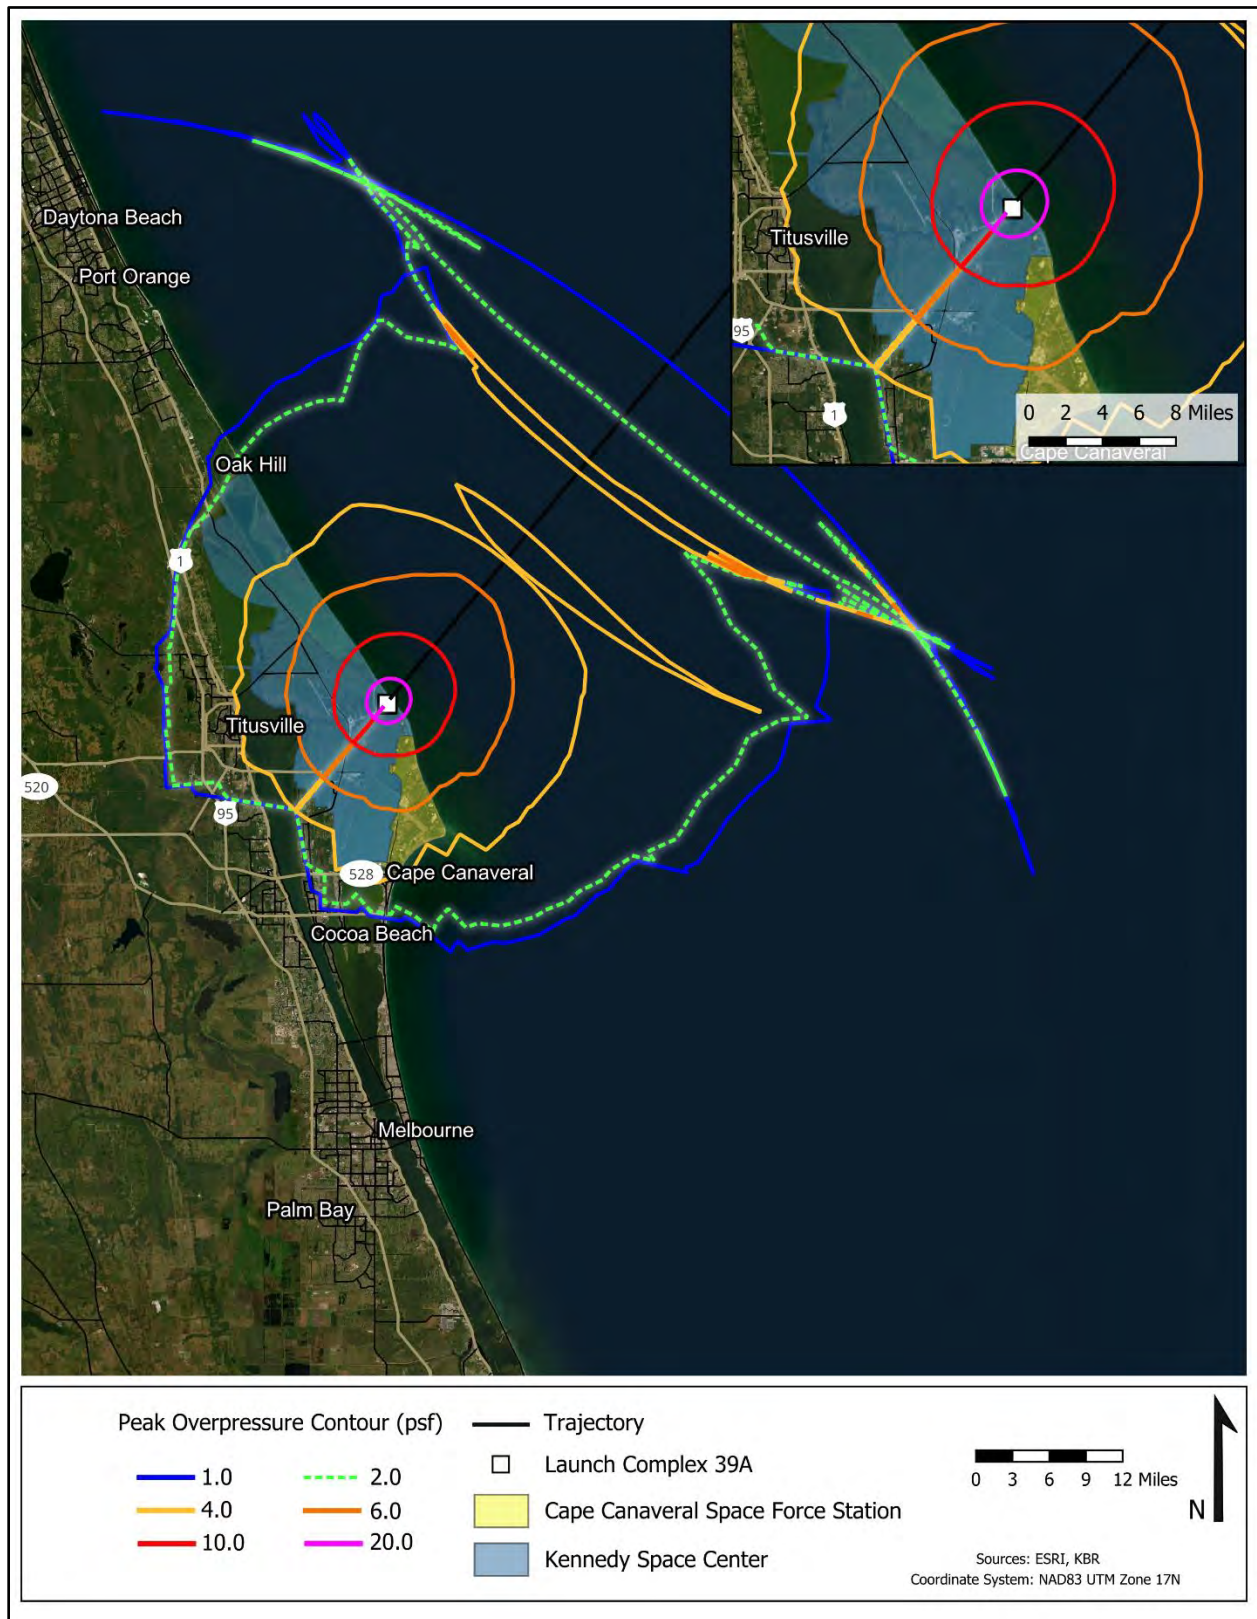 Daytona Beach
Port Orange
Oak Hill
1
Titusville
520
95
528
Cape Canaveral
Cocoa Beach
Melbourne
Palm Bay
Titusville
95
1
0 2 4 6 8 Miles
Cape Canaveral
Peak Overpressure Contour (psf)
1.0
2.0
4.0
6.0
10.0
20.0
Trajectory
Launch Complex 39A
Cape Canaveral Space Force Station
Kennedy Space Center
0 3 6 9 12 Miles
N
Sources: ESRI, KBR
Coordinate System: NAD83 UTM Zone 17N